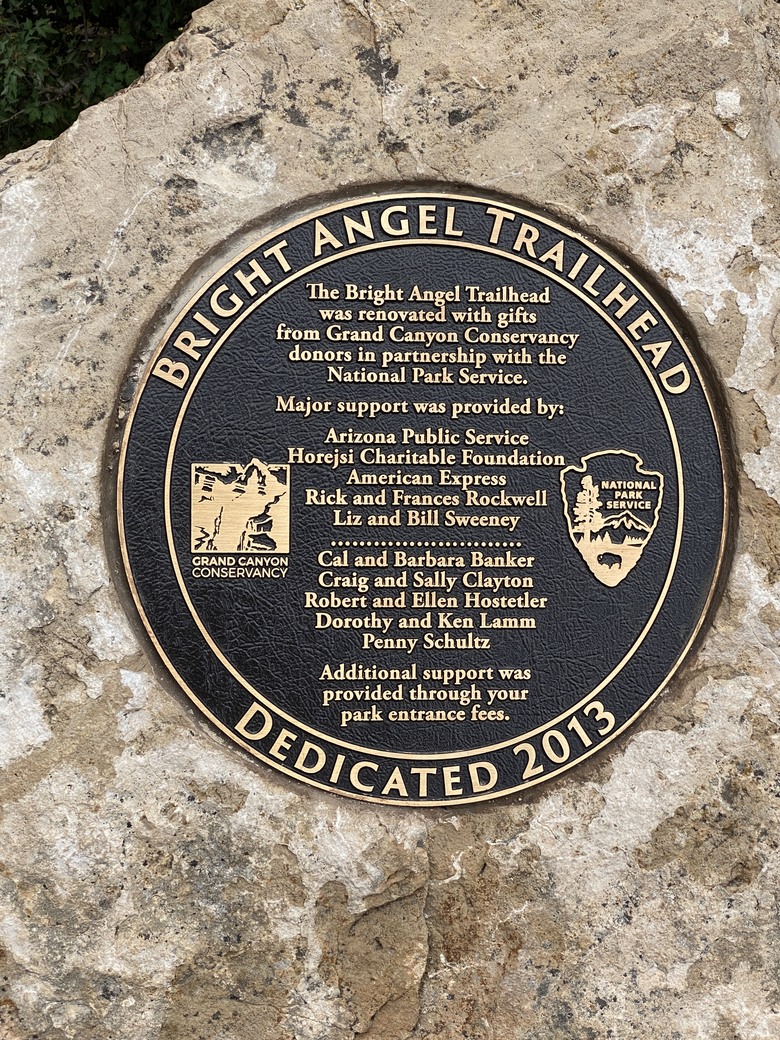 BRIGHT ANGEL TRAILHEAD
The Bright Angel Trailhead
was renovated with gifts
from Grand Canyon Conservancy
donors in partnership with the
National Park Service.
Major support was provided by:
Arizona Public Service
Horejsi Charitable Foundation
American Express
Rick and Frances Rockwell
Liz and Bill Sweeney
........................
Cal and Barbara Banker
Craig and Sally Clayton
Robert and Ellen Hostetler
Dorothy and Ken Lamm
Penny Schultz
Additional support was
provided through your
park entrance fees.
GRAND CANYON
CONSERVANCY
NATIONAL
PARK
SERVICE
DEDICATED 2013